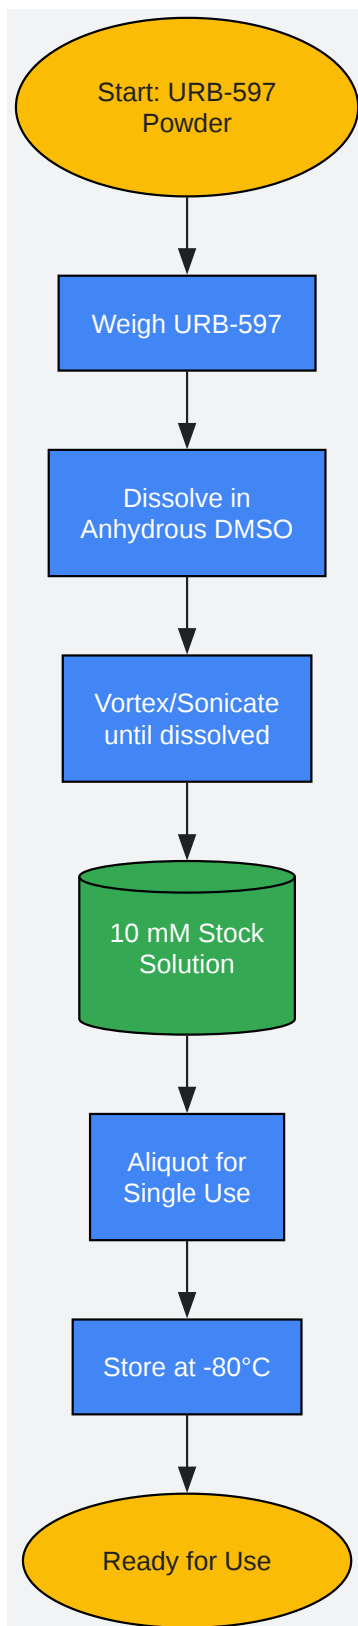 Start: URB-597
Powder
Weigh URB-597
Dissolve in
Anhydrous DMSO
Vortex/Sonicate
until dissolved
10 mM Stock
Solution
Aliquot for
Single Use
Store at -80°C
Ready for Use